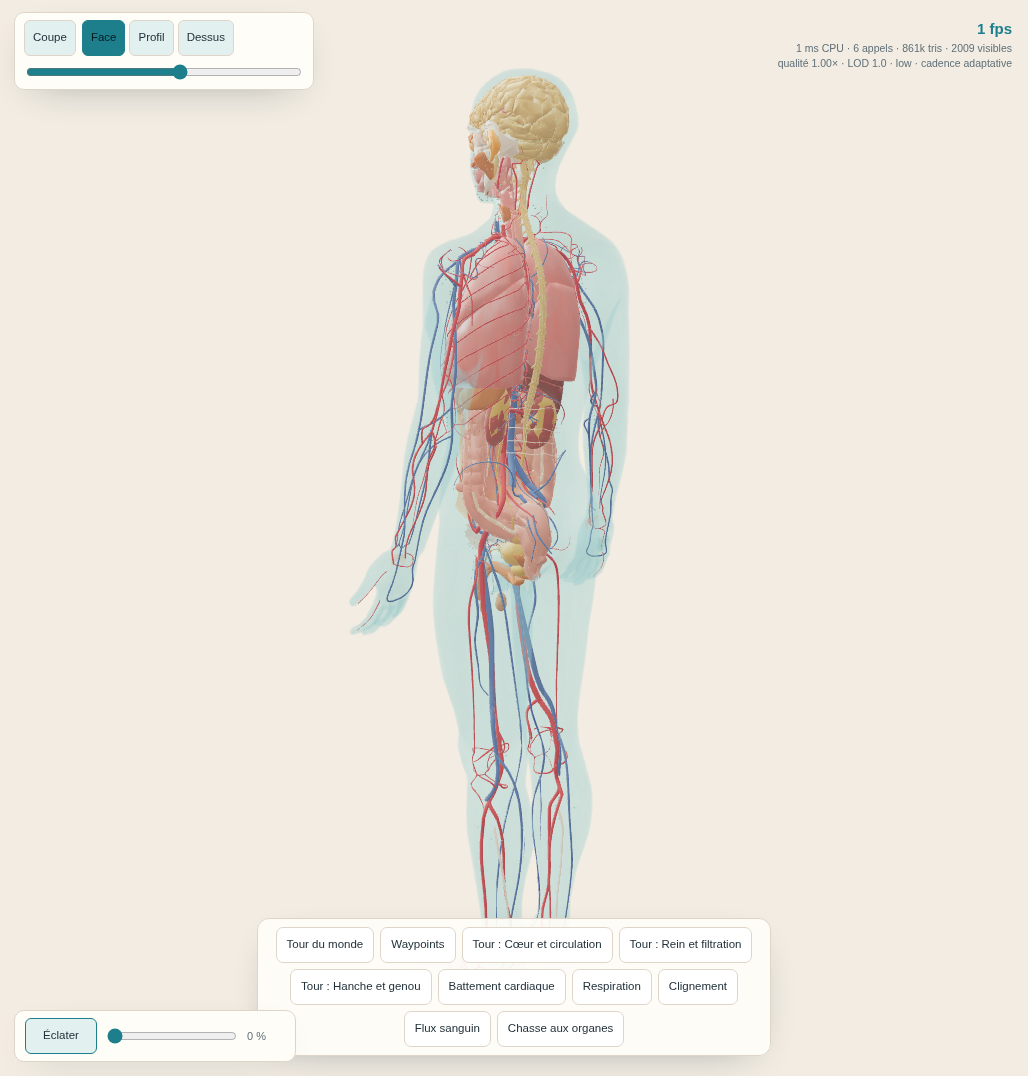 Coupe Face Profil Dessus
1 fps
1 ms CPU · 6 appels · 861k tris · 2009 visibles
qualité 1.00× · LOD 1.0 · low · cadence adaptative
Tour du monde Waypoints Tour : Cœur et circulation Tour : Rein et filtration
Tour : Hanche et genou Battement cardiaque Respiration Clignement
Flux sanguin Chasse aux organes
Éclater 0 %